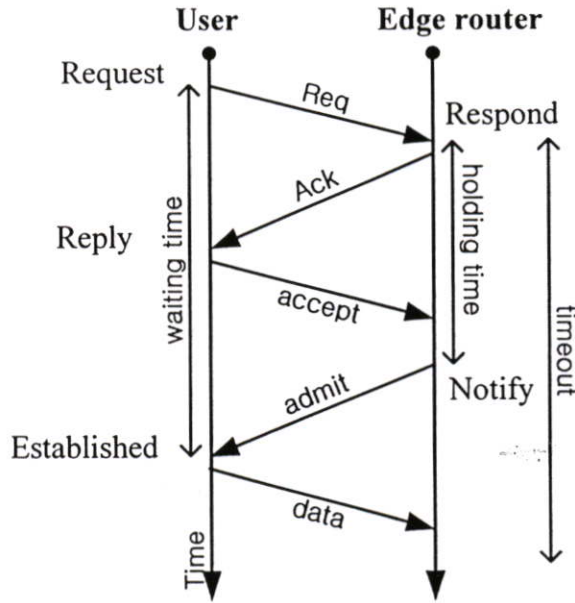 User
Edge router
Request
Req
Respond
Ack
holding time
waiting time
Reply
accept
timeout
admit
Notify
Established
data
Time